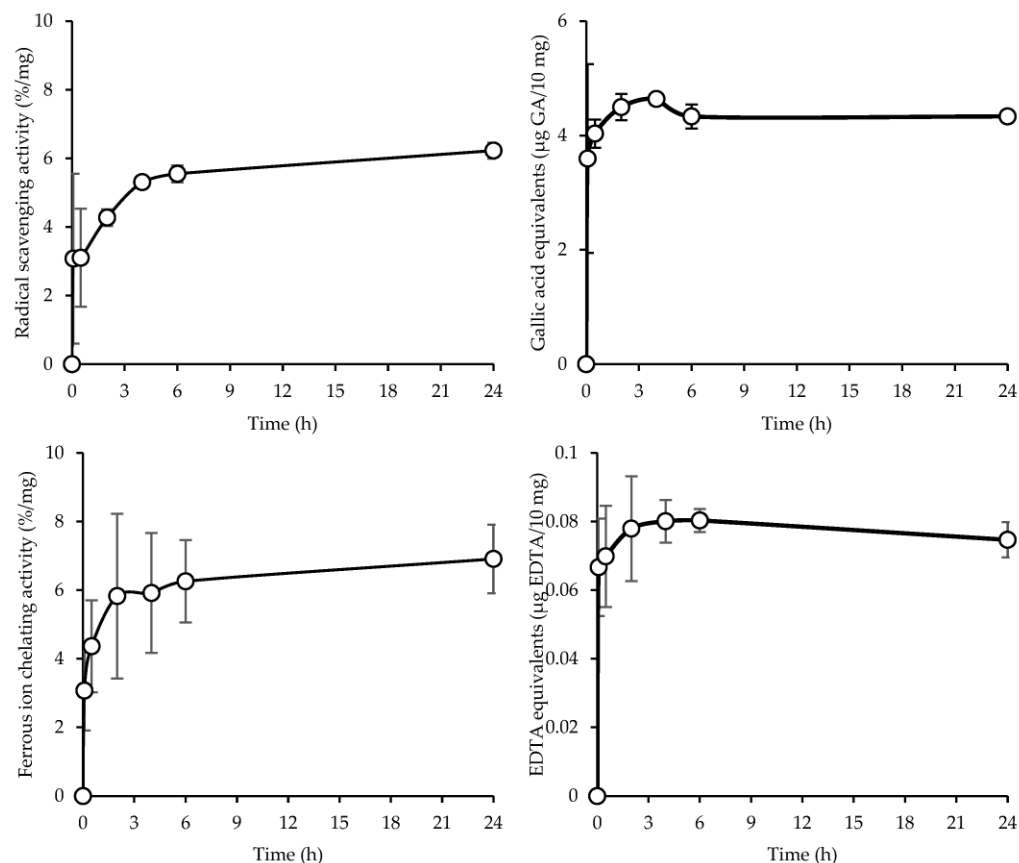 Radical scavenging activity (%/mg)
10
8
6
4
2
0
0 3 6 9 12 15 18 21 24
Time (h)
Gallic acid equivalents (µg GA/10 mg)
6
4
2
0
0 3 6 9 12 15 18 21 24
Time (h)
Ferrous ion chelating activity (%/mg)
10
8
6
4
2
0
0 3 6 9 12 15 18 21 24
Time (h)
EDTA equivalents (µg EDTA/10 mg)
0.1
0.08
0.06
0.04
0.02
0
0 3 6 9 12 15 18 21 24
Time (h)